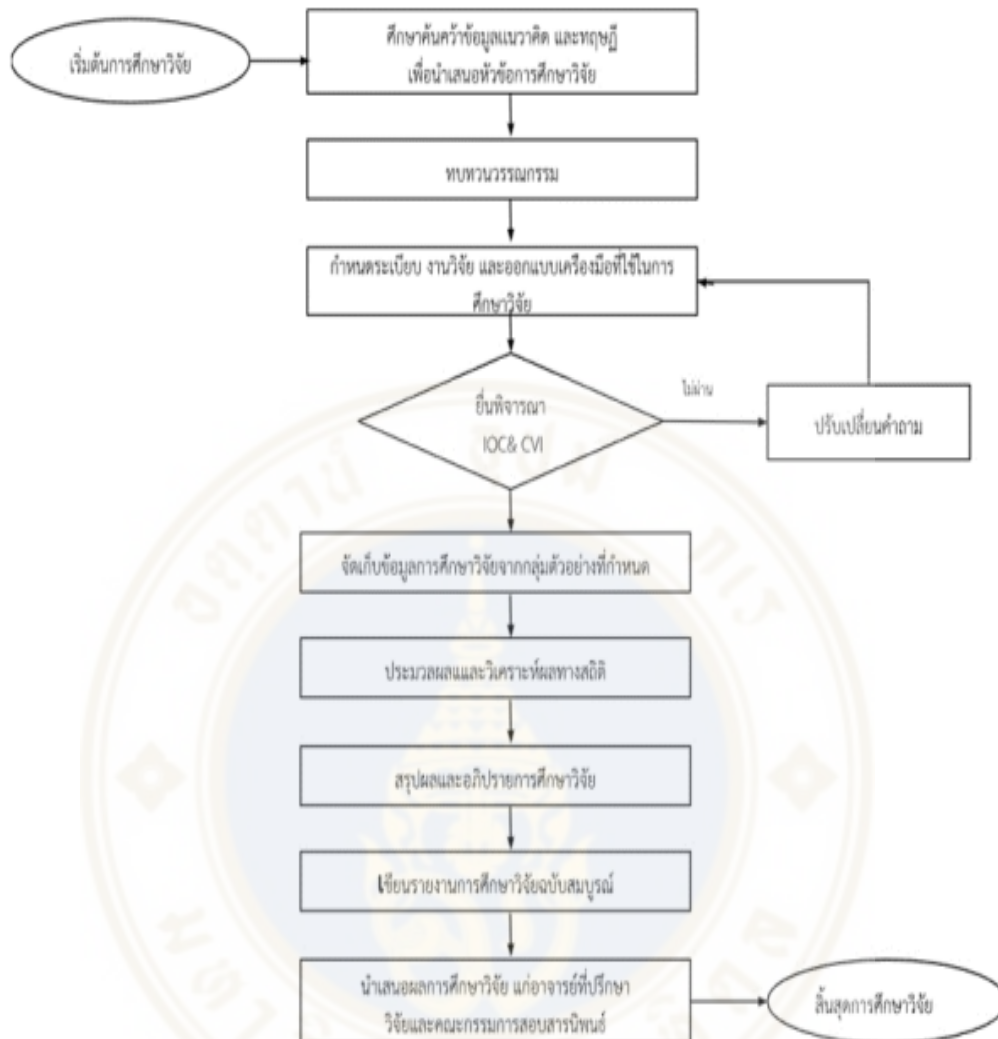 เริ่มต้นการศึกษาวิจัย
ศึกษาค้นคว้าข้อมูลแนวาคิด และทฤษฎี
เพื่อนำเสนอหัวข้อการศึกษาวิจัย
ทบทวนวรรณกรรม
กำหนดระเบียบ งานวิจัย และออกแบบเครื่องมือที่ใช้ในการ
ศึกษาวิจัย
ยื่นพิจารณา
IOC& CVI
ไม่ผ่าน
ปรับเปลี่ยนคำถาม
จัดเก็บข้อมูลการศึกษาวิจัยจากกลุ่มตัวอย่างที่กำหนด
ประมวลผลและวิเคราะห์ผลทางสถิติ
สรุปผลและอภิปรายการศึกษาวิจัย
เขียนรายงานการศึกษาวิจัยฉบับสมบูรณ์
นำเสนอผลการศึกษาวิจัย แก่อาจารย์ที่ปรึกษา
วิจัยและคณะกรรมการสอบสารนิพนธ์
สิ้นสุดการศึกษาวิจัย